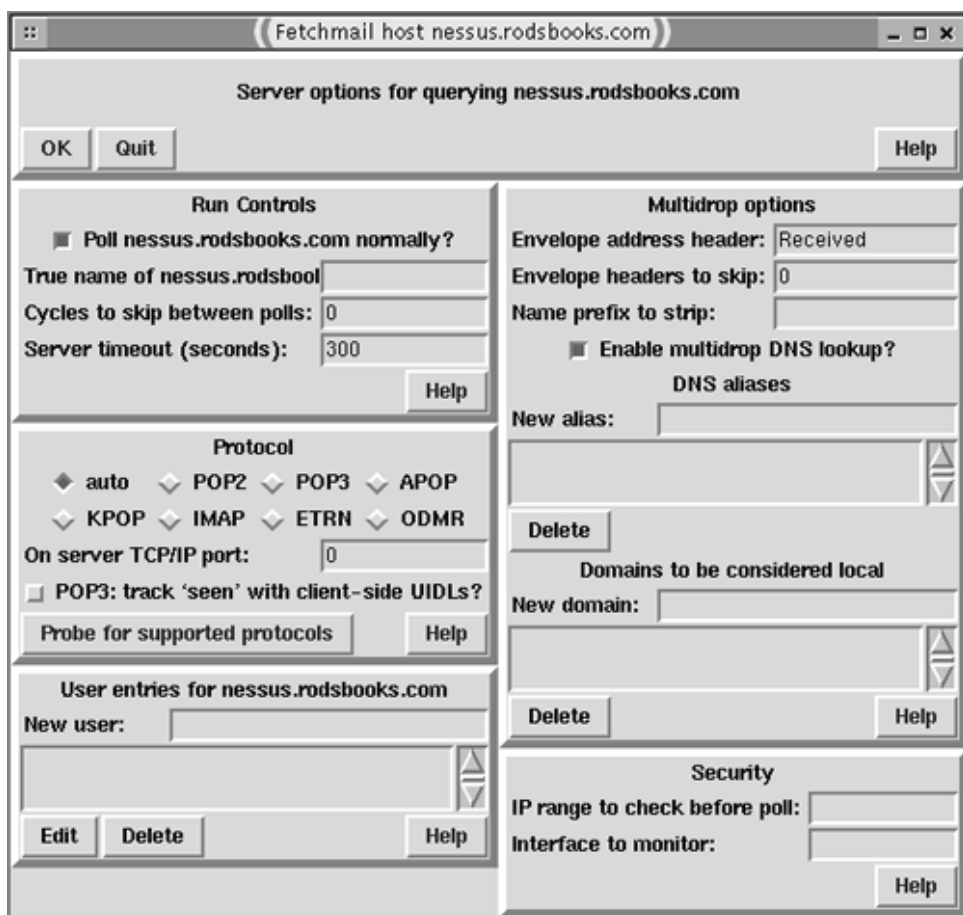 Fetchmail host nessus.rodsbooks.com
Server options for querying nessus.rodsbooks.com
OK Quit Help
Run Controls
Poll nessus.rodsbooks.com normally?
True name of nessus.rodsbool
Cycles to skip between polls: 0
Server timeout (seconds): 300
Help
Protocol
auto POP2 POP3 APOP
KPOP IMAP ETRN ODMR
On server TCP/IP port: 0
POP3: track ‘seen’ with client-side UIDLs?
Probe for supported protocols Help
User entries for nessus.rodsbooks.com
New user:
Edit Delete Help
Multidrop options
Envelope address header: Received
Envelope headers to skip: 0
Name prefix to strip:
Enable multidrop DNS lookup?
DNS aliases
New alias:
Delete
Domains to be considered local
New domain:
Delete Help
Security
IP range to check before poll:
Interface to monitor:
Help